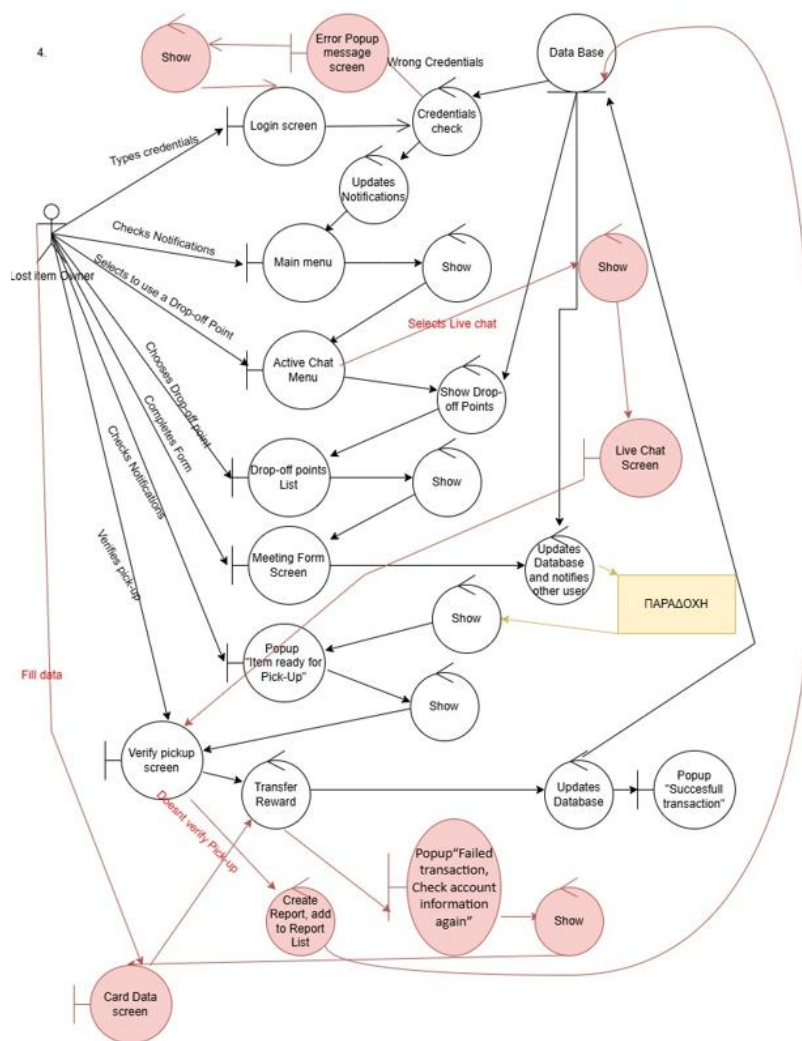 4.
Show
Error Popup
message
screen
Wrong Credentials
Data Base
Login screen
Credentials
check
Types credentials
Updates
Notifications
Lost item Owner
Checks Notifications
Main menu
Show
Show
Selects to use a Drop-off Point
Selects Live chat
Active Chat
Menu
Show Drop-
off Points
Chooses Drop-off point
Live Chat
Screen
Drop-off points
List
Show
Completes Form
Checks Notifications
Meeting Form
Screen
Updates
Database
and notifies
other user
ΠΑΡΑΔΟΧΗ
Verifies pick-up
Show
Popup
"Item ready for
Pick-Up"
Fill data
Show
Verify pickup
screen
Transfer
Reward
Updates
Database
Popup
"Succesfull
transaction"
Doesnt verify Pick-up
Popup“Failed
transaction,
Check account
information
again”
Create
Report, add
to Report
List
Show
Card Data
screen